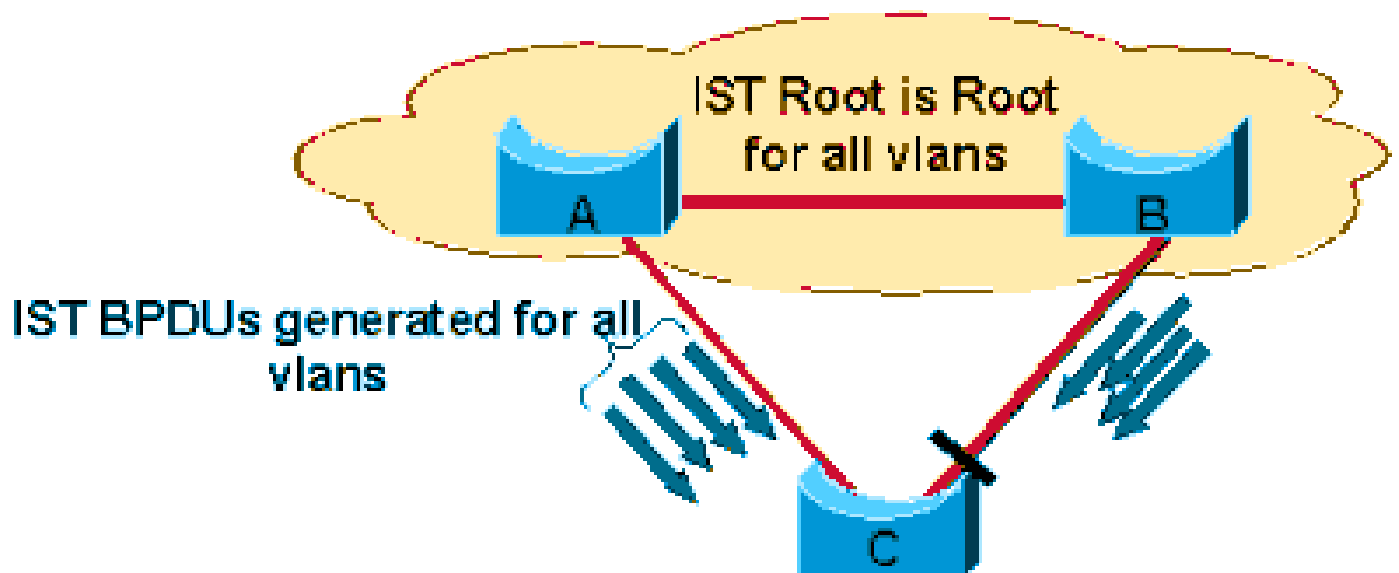 IST Root is Root
for all vlans
A
B
IST BPDUs generated for all
vlans
C